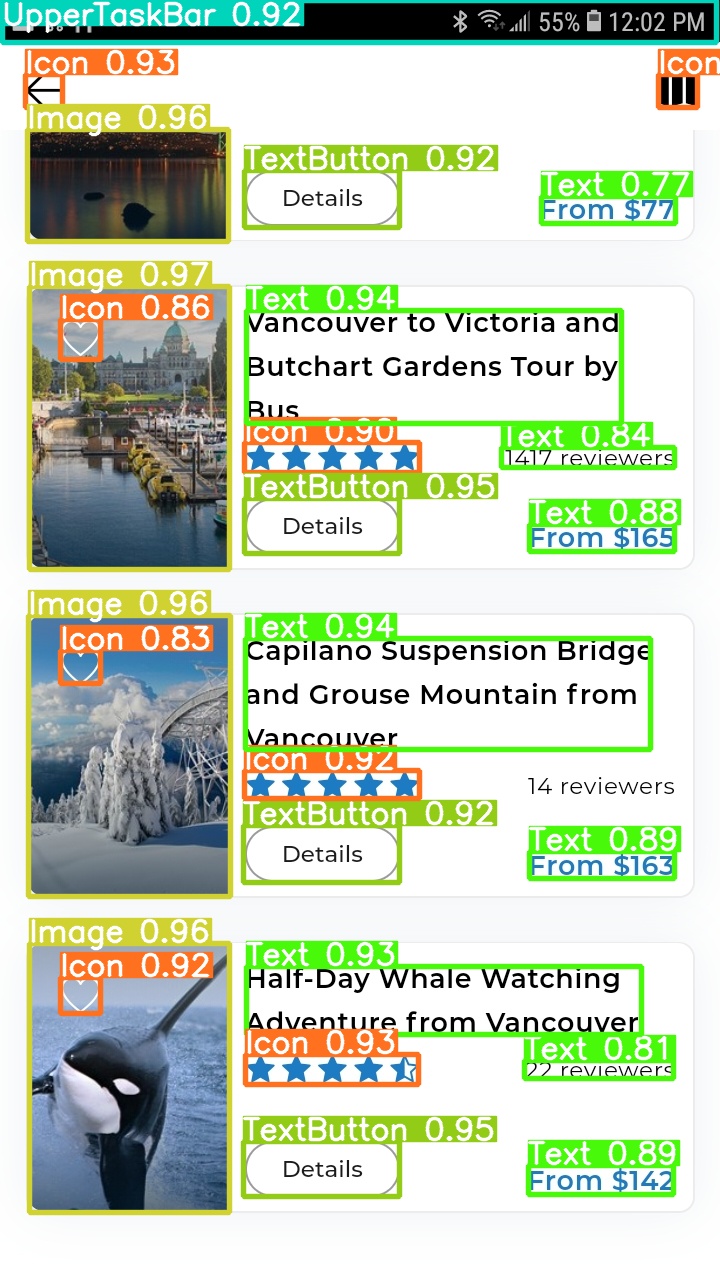 UpperTaskBar 0.92
55% 12:02 PM
Icon 0.93
Icon
Image 0.96
TextButton 0.92
Details
Text 0.77
From $77
Image 0.97
Icon 0.86
Text 0.94
Vancouver to Victoria and
Butchart Gardens Tour by
Bus
Icon 0.90
Text 0.84
1417 reviewers
TextButton 0.95
Details
Text 0.88
From $165
Image 0.96
Icon 0.83
Text 0.94
Capilano Suspension Bridge
and Grouse Mountain from
Vancouver
Icon 0.92
14 reviewers
TextButton 0.92
Details
Text 0.89
From $163
Image 0.96
Icon 0.92
Text 0.93
Half-Day Whale Watching
Adventure from Vancouver
Icon 0.93
Text 0.81
22 reviewers
TextButton 0.95
Details
Text 0.89
From $142